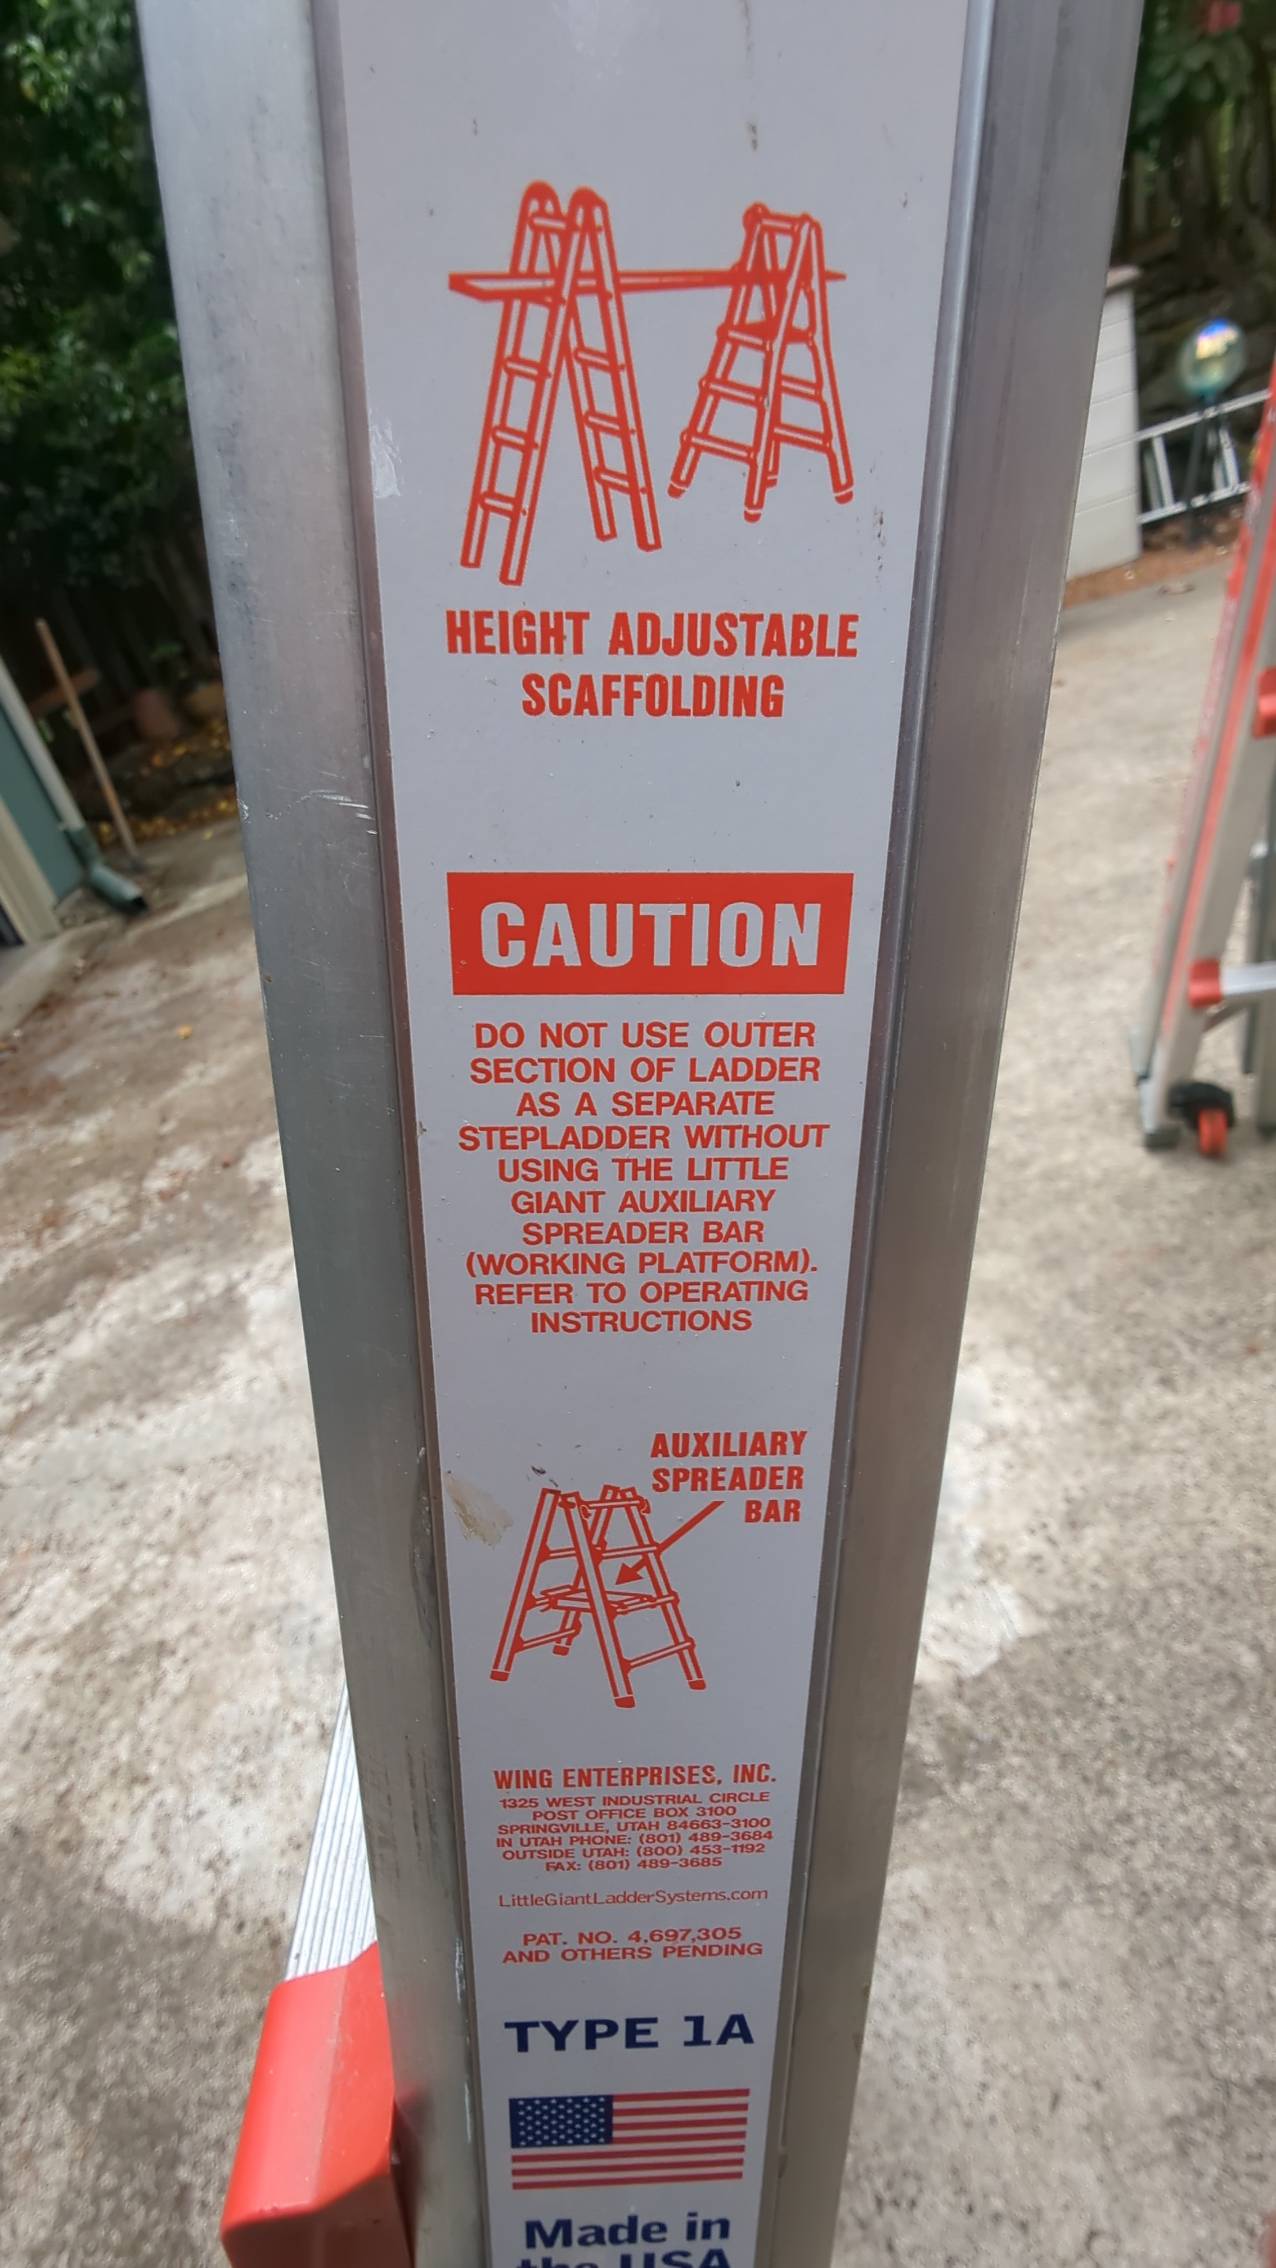 HEIGHT ADJUSTABLE
SCAFFOLDING
CAUTION
DO NOT USE OUTER
SECTION OF LADDER
AS A SEPARATE
STEPLADDER WITHOUT
USING THE LITTLE
GIANT AUXILIARY
SPREADER BAR
(WORKING PLATFORM).
REFER TO OPERATING
INSTRUCTIONS
AUXILIARY
SPREADER
BAR
WING ENTERPRISES, INC.
1325 WEST INDUSTRIAL CIRCLE
POST OFFICE BOX 3100
SPRINGVILLE, UTAH 84663-3100
IN UTAH PHONE: (801) 489-3684
OUTSIDE UTAH: (800) 453-1192
FAX: (801) 489-3685
LittleGiantLadderSystems.com
PAT. NO. 4,697,305
AND OTHERS PENDING
TYPE 1A
Made in
the USA